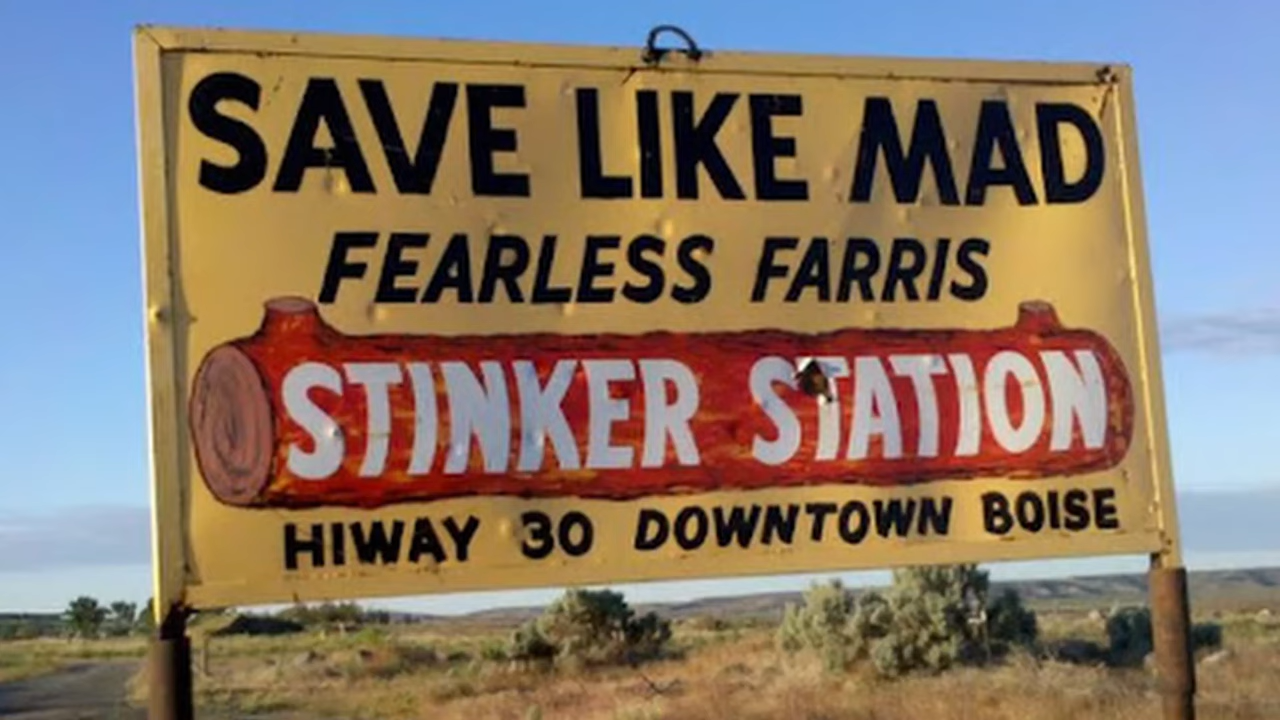 SAVE LIKE MAD
FEARLESS FARRIS
STINKER STATION
HIWAY 30 DOWNTOWN BOISE